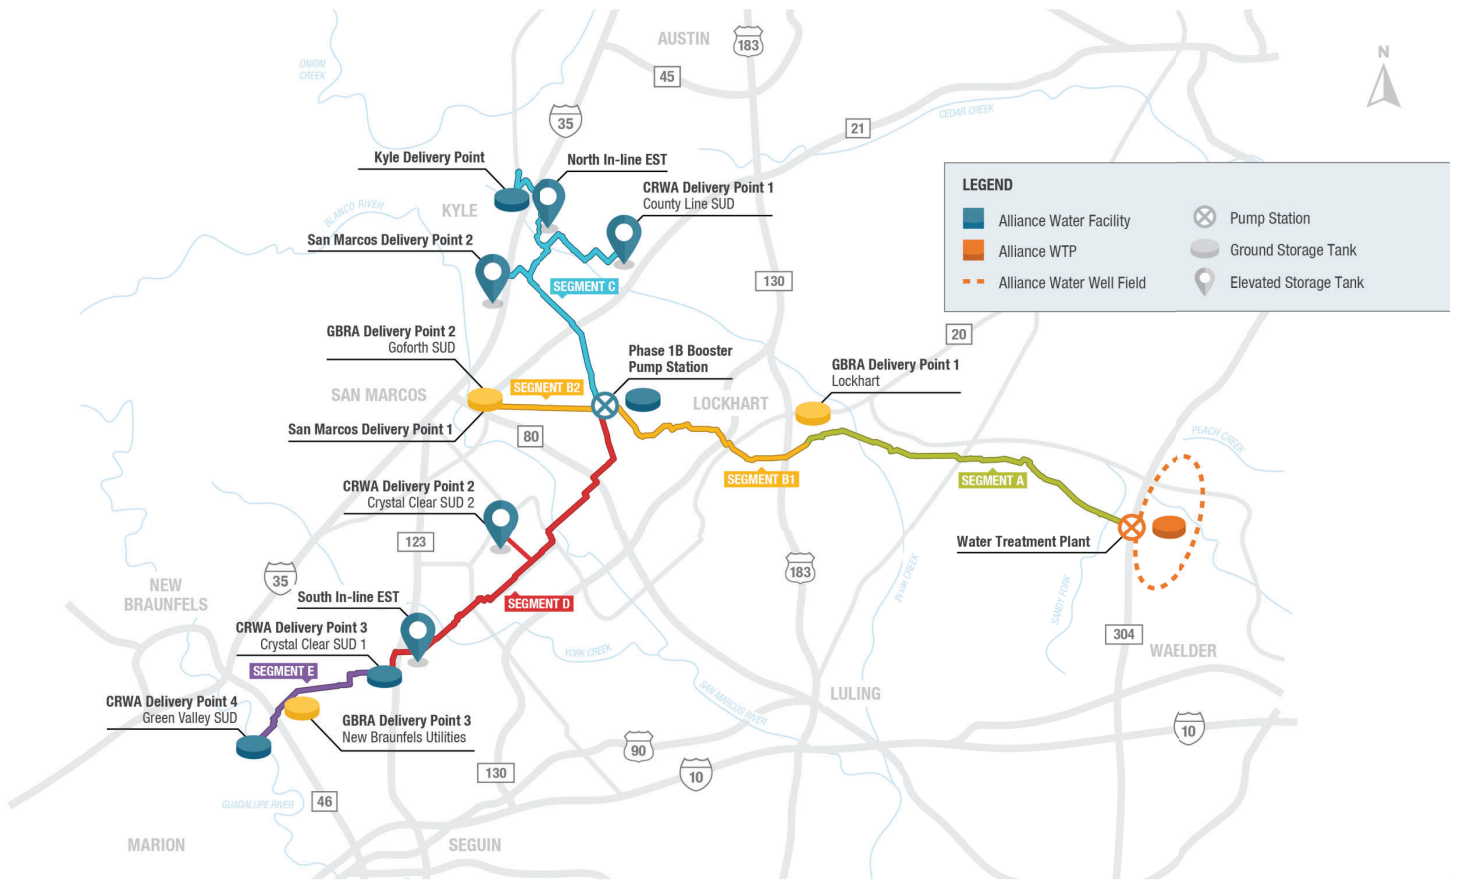 AUSTIN
183
N
ONION
CREEK
45
35
21
CEDAR CREEK
Kyle Delivery Point
North In-line EST
CRWA Delivery Point 1
County Line SUD
KYLE
BLANCO RIVER
San Marcos Delivery Point 2
SEGMENT C
130
LEGEND
Alliance Water Facility
Alliance WTP
Alliance Water Well Field
Pump Station
Ground Storage Tank
Elevated Storage Tank
GBRA Delivery Point 2
Goforth SUD
20
Phase 1B Booster
Pump Station
GBRA Delivery Point 1
Lockhart
SAN MARCOS
SEGNENT B2
LOCKHART
San Marcos Delivery Point 1
80
PEACH CREEK
SEGMENT B1
SEGMENT A
CRWA Delivery Point 2
Crystal Clear SUD 2
123
Water Treatment Plant
35
183
PLUM CREEK
SANDY FORK
NEW
BRAUNFELS
South In-line EST
SEGMENT D
CRWA Delivery Point 3
Crystal Clear SUD 1
304
WAELDER
YORK CREEK
SEGMENT E
SAN MARCOS RIVER
LULING
CRWA Delivery Point 4
Green Valley SUD
GBRA Delivery Point 3
New Braunfels Utilities
10
90
130
10
GUADALUPE RIVER
46
MARION
SEGUIN